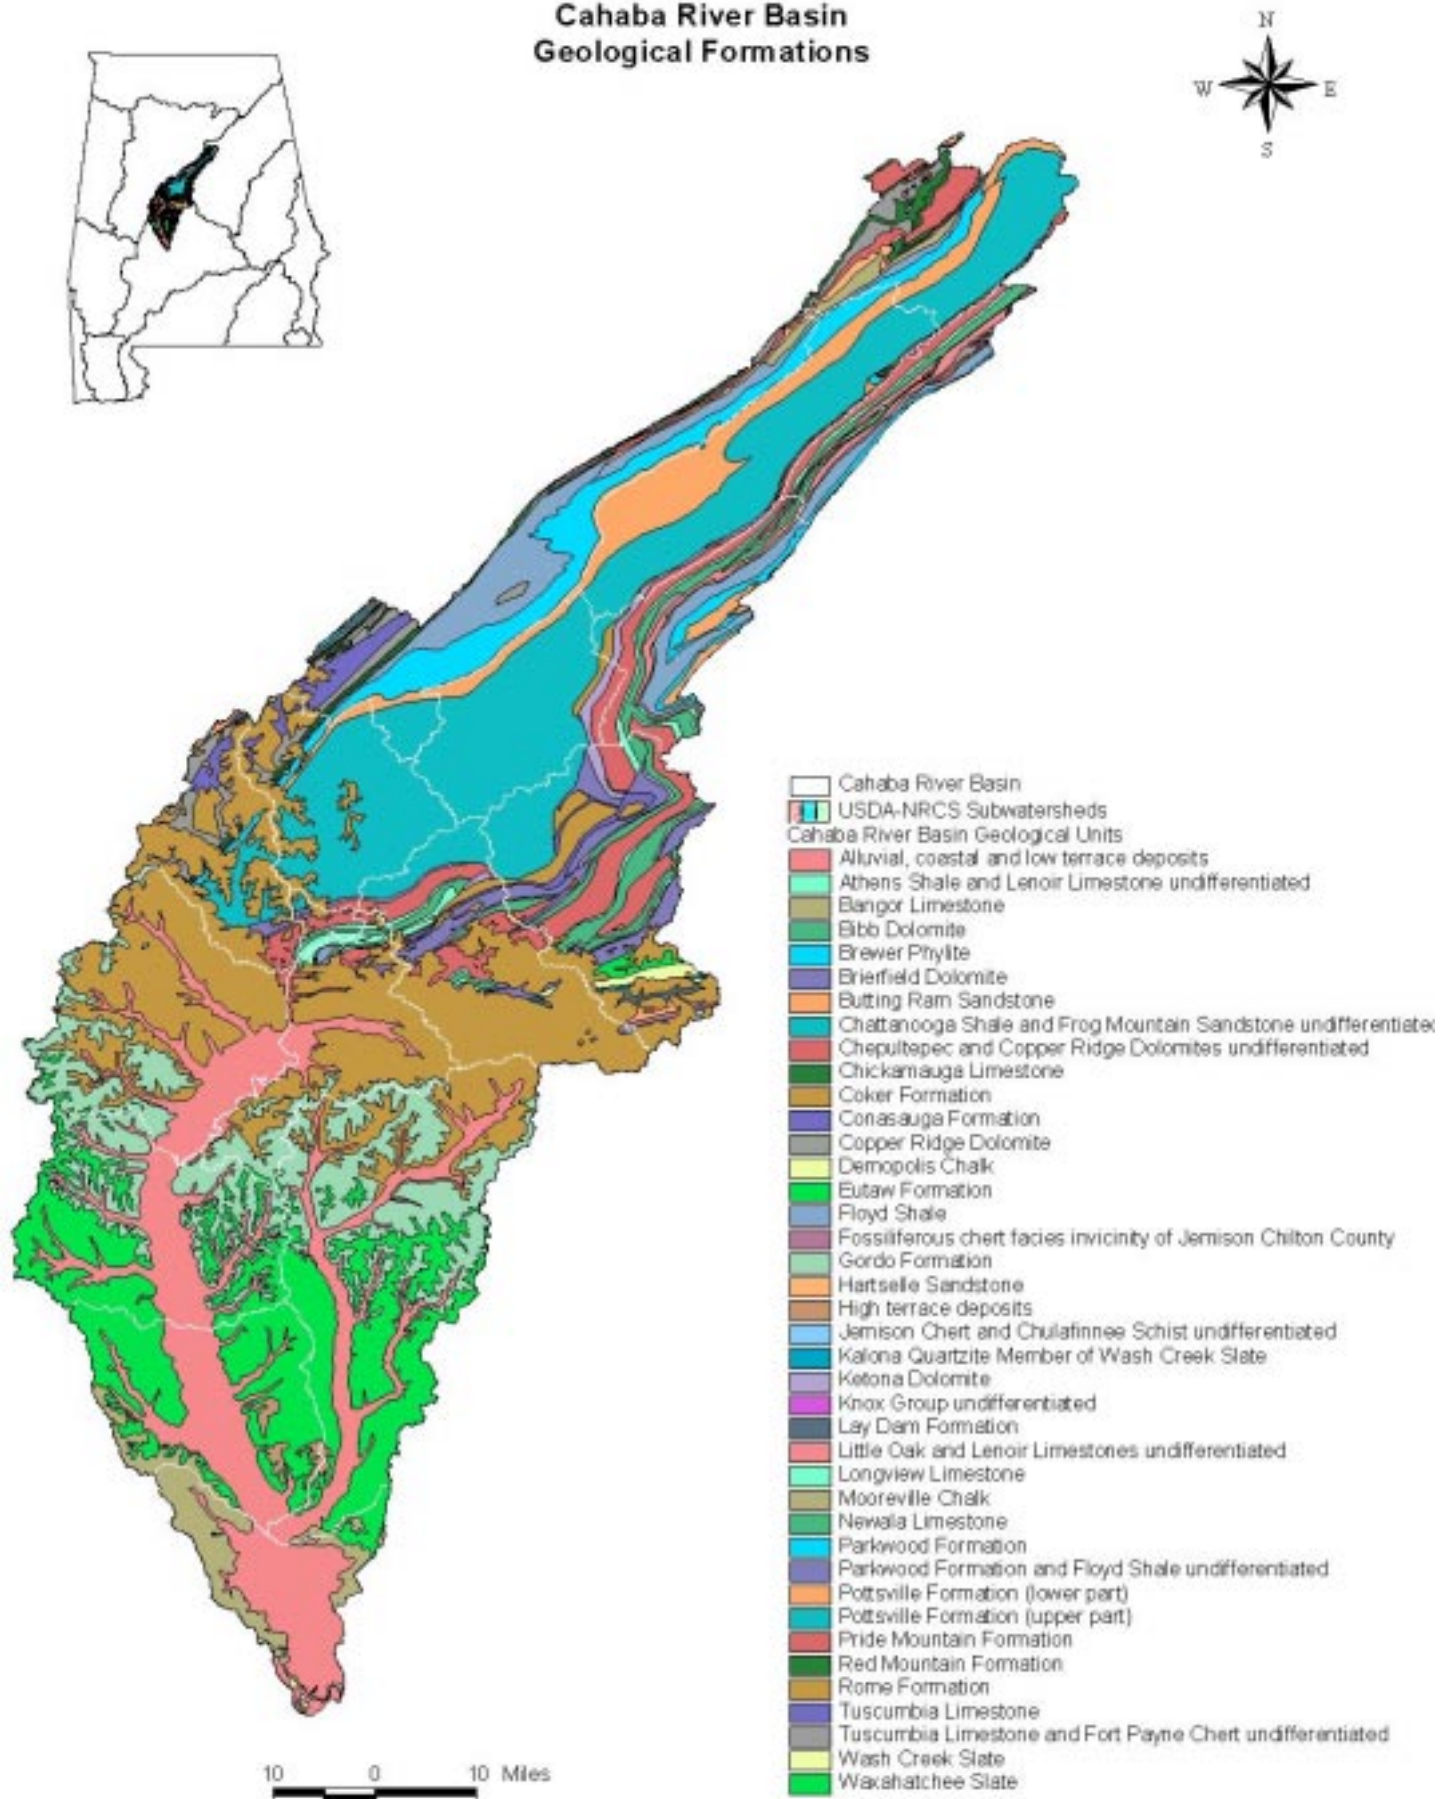 Cahaba River Basin
Geological Formations
N
W E
S
Cahaba River Basin
USDA-NRCS Subwatersheds
Cahaba River Basin Geological Units
Alluvial, coastal and low terrace deposits
Athens Shale and Lenoir Limestone undifferentiated
Bangor Limestone
Bibb Dolomite
Brewer Phylite
Brierfield Dolomite
Butting Ram Sandstone
Chattanooga Shale and Frog Mountain Sandstone undifferentiated
Chepultepec and Copper Ridge Dolomites undifferentiated
Chickamauga Limestone
Coker Formation
Conasauga Formation
Copper Ridge Dolomite
Demopolis Chalk
Eutaw Formation
Floyd Shale
Fossiliferous chert facies invicinity of Jemison Chilton County
Gordo Formation
Hartselle Sandstone
High terrace deposits
Jemison Chert and Chulafinnee Schist undifferentiated
Kalona Quartzite Member of Wash Creek Slate
Ketona Dolomite
Knox Group undifferentiated
Lay Dam Formation
Little Oak and Lenoir Limestones undifferentiated
Longview Limestone
Mooreville Chalk
Newala Limestone
Parkwood Formation
Parkwood Formation and Floyd Shale undifferentiated
Pottsville Formation (lower part)
Pottsville Formation (upper part)
Pride Mountain Formation
Red Mountain Formation
Rome Formation
Tuscumbia Limestone
Tuscumbia Limestone and Fort Payne Chert undifferentiated
Wash Creek Slate
Waxahatchee Slate
10 0 10 Miles